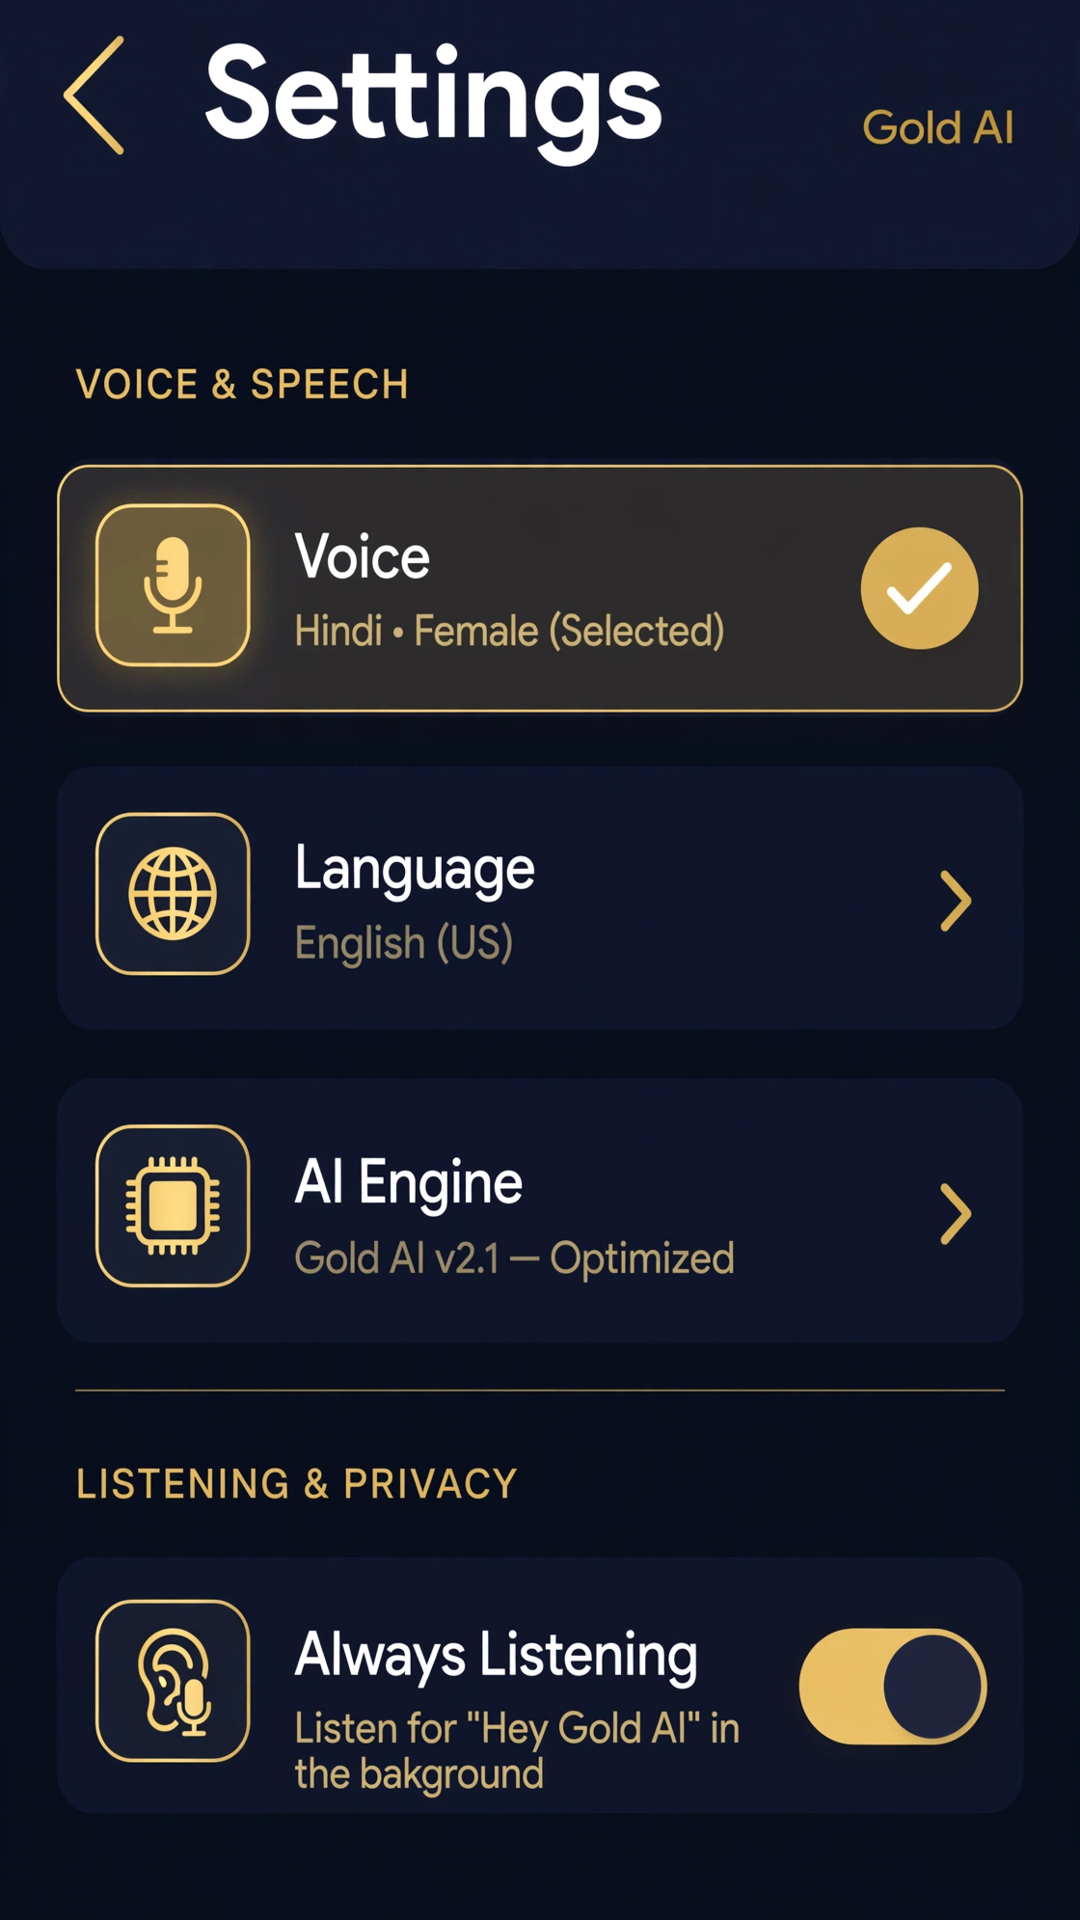 Settings
Gold AI
VOICE & SPEECH
Voice
Hindi • Female (Selected)
Language
English (US)
AI Engine
Gold AI v2.1 — Optimized
LISTENING & PRIVACY
Always Listening
Listen for "Hey Gold AI" in
the bakground